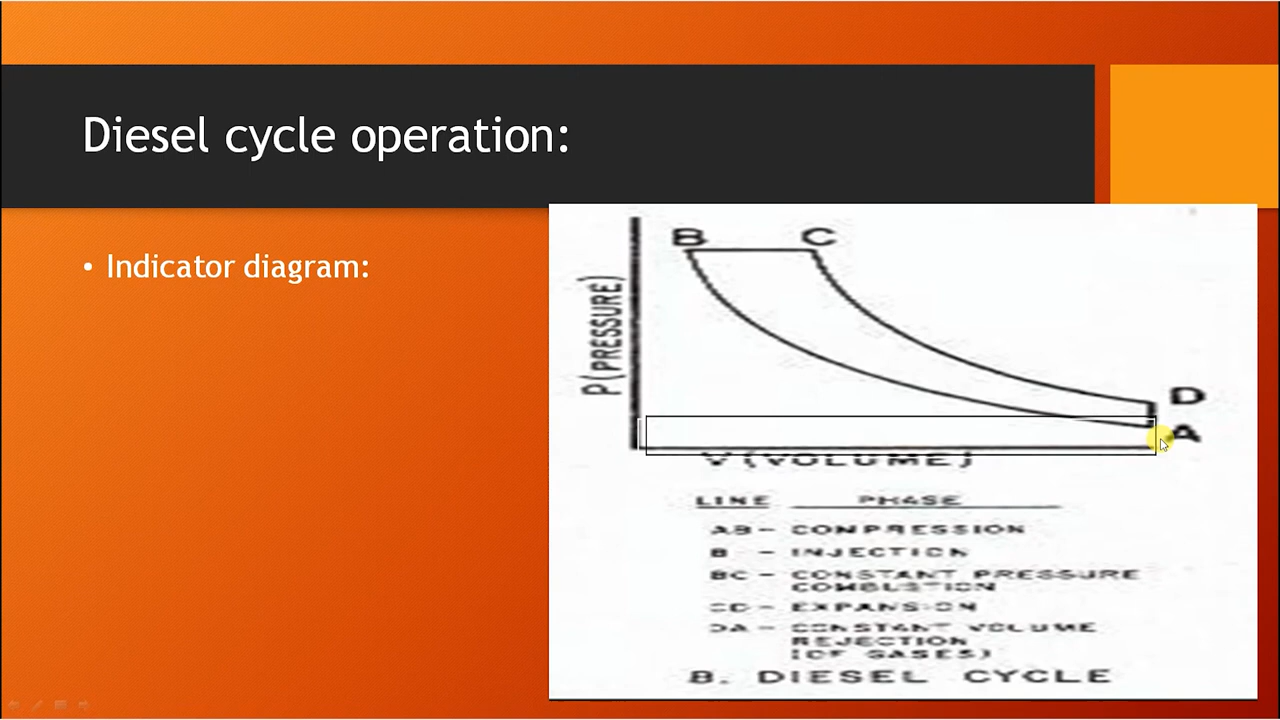 Diesel cycle operation:
• Indicator diagram:
B C
P(PRESSURE)
D
A
V (VOLUME)
LINE PHASE
AB - COMPRESSION
B - INJECTION
BC - CONSTANT PRESSURE
COMBUSTION
CD - EXPANSION
DA - CONSTANT VOLUME
REJECTION
(OF GASES)
B. DIESEL CYCLE